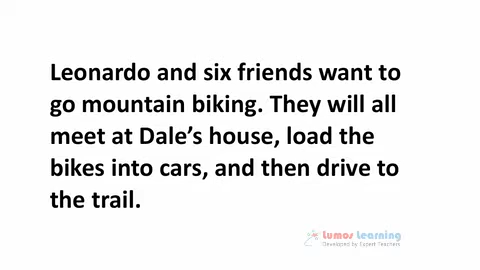 Leonardo and six friends want to
go mountain biking. They will all
meet at Dale’s house, load the
bikes into cars, and then drive to
the trail.
Lumos Learning
Developed by Expert Teachers